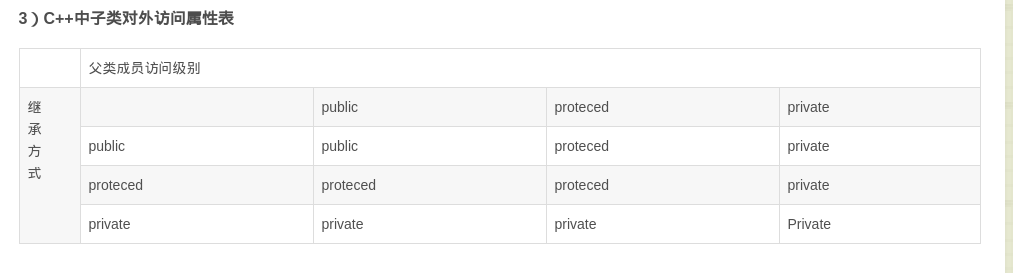 3）C++中子类对外访问属性表
父类成员访问级别
继
承
方
式
public proteced private
public public proteced private
proteced proteced proteced private
private private private Private